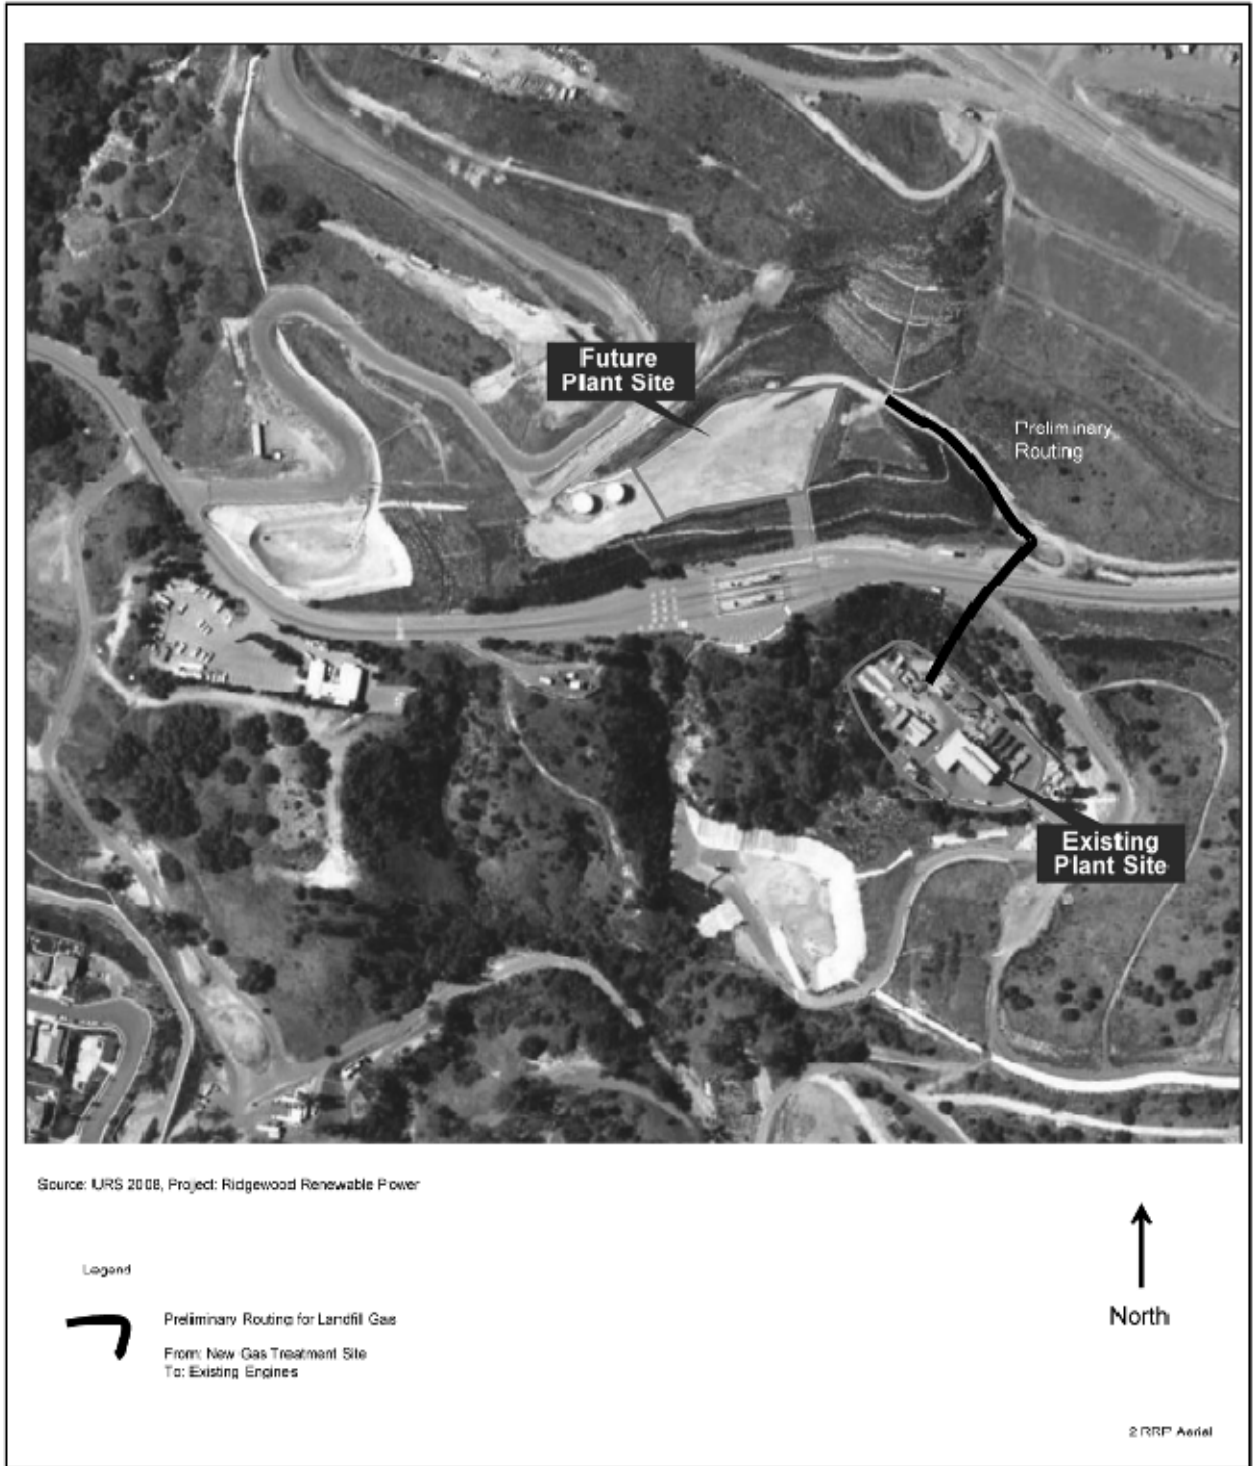 Future
Plant Site
Preliminary
Routing
Existing
Plant Site
Source: URS 2008, Project: Ridgewood Renewable Power
Legend
Preliminary Routing for Landfill Gas
From: New Gas Treatment Site
To: Existing Engines
North
2 RRP Aerial